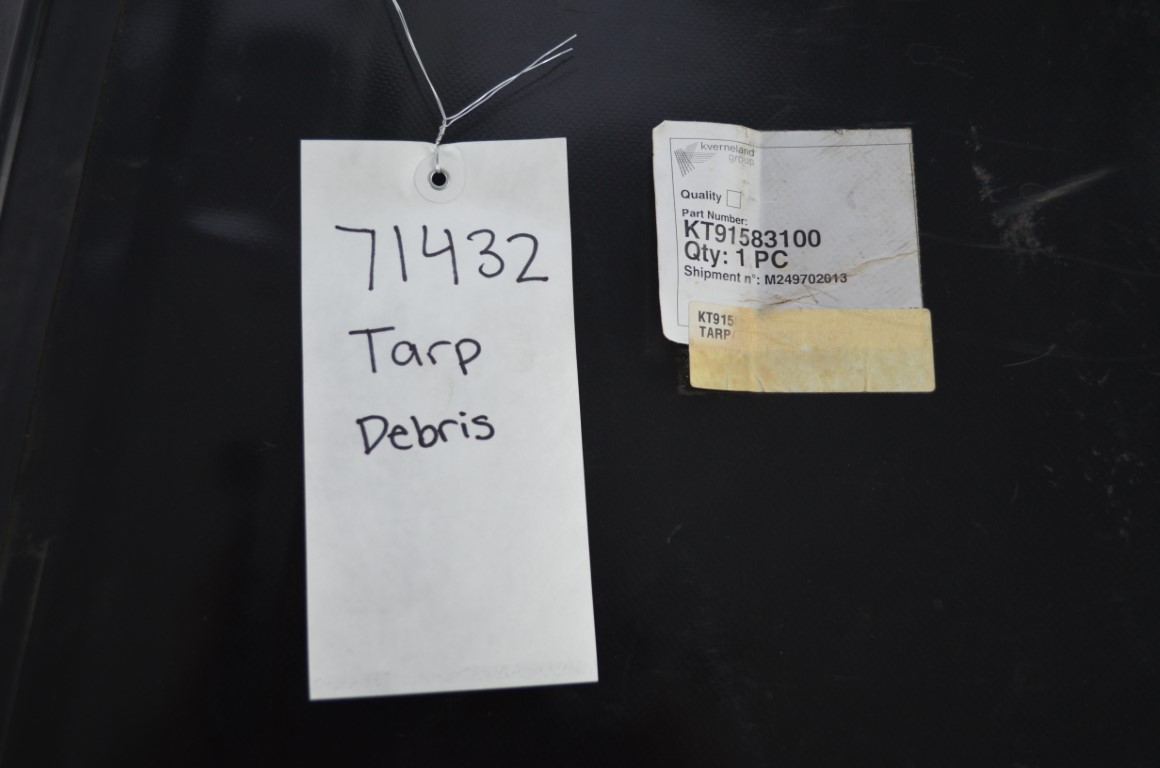 71432
Tarp
Debris
kverneland
group
Quality
Part Number:
KT91583100
Qty: 1 PC
Shipment n°: M249702013
KT915
TARP